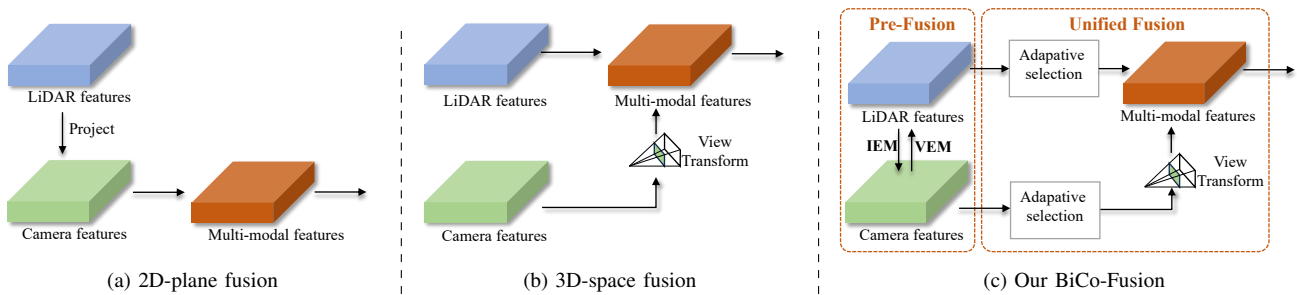 LiDAR features
Project
Camera features
Multi-modal features
(a) 2D-plane fusion
LiDAR features
Multi-modal features
View
Transform
Camera features
(b) 3D-space fusion
Pre-Fusion
Unified Fusion
LiDAR features
Adapative
selection
Multi-modal features
IEM
VEM
View
Transform
Camera features
Adapative
selection
(c) Our BiCo-Fusion